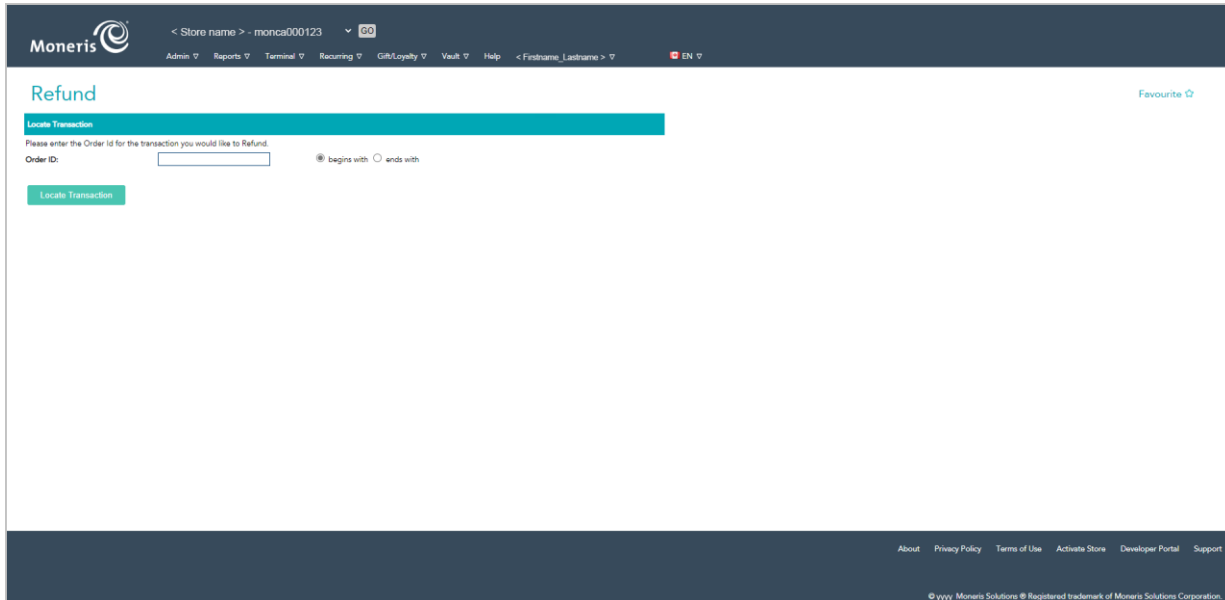 Moneris
< Store name > - monca000123 GO
Admin Reports Terminal Recurring Gift/Loyalty Vault Help < Firstname_Lastname > EN
Refund
Favourite
Locate Transaction
Please enter the Order Id for the transaction you would like to Refund.
Order ID: begins with ends with
Locate Transaction
About Privacy Policy Terms of Use Activate Store Developer Portal Support
© yyyy Moneris Solutions ® Registered trademark of Moneris Solutions Corporation.